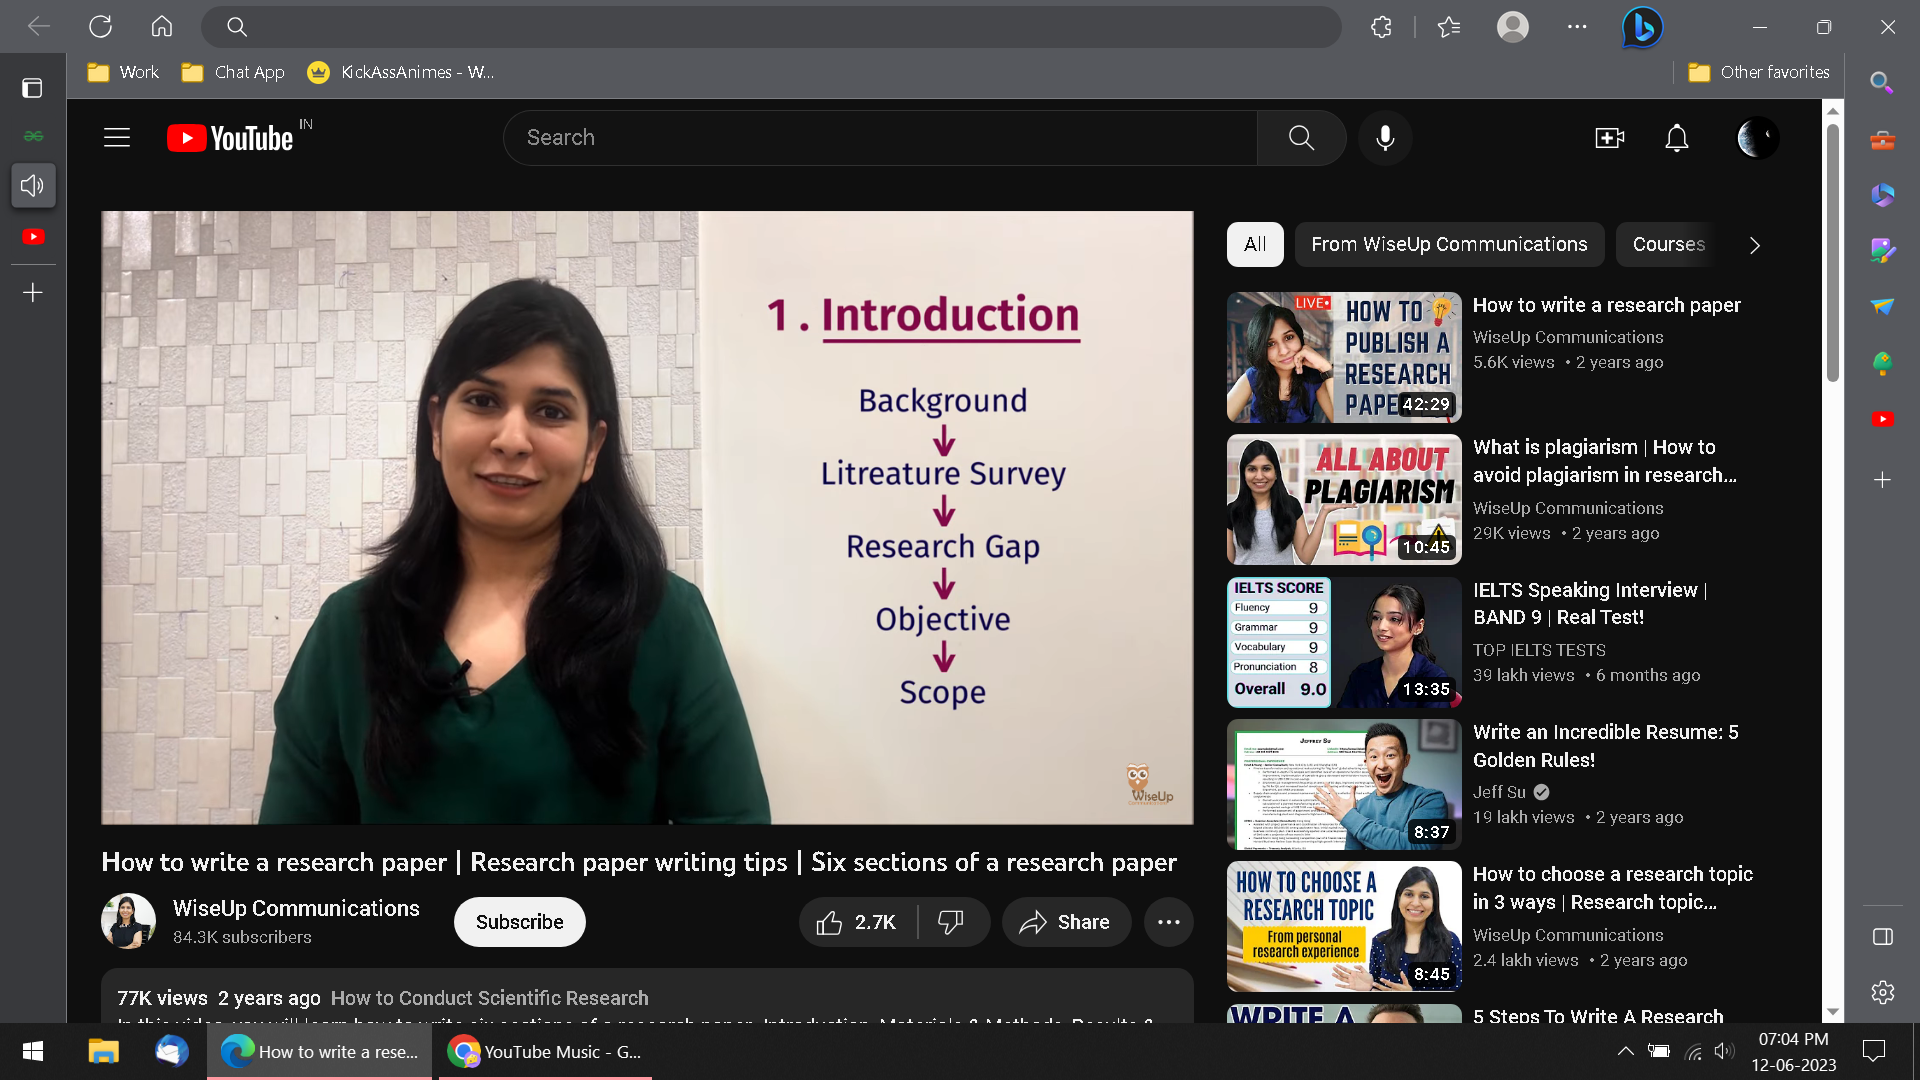 Work
Chat App
KickAssAnimes - W...
Other favorites
YouTube IN
Search
1. Introduction
Background
Litreature Survey
Research Gap
Objective
Scope
WiseUp
How to write a research paper | Research paper writing tips | Six sections of a research paper
WiseUp Communications
84.3K subscribers
Subscribe
2.7K
Share
77K views 2 years ago How to Conduct Scientific Research
All
From WiseUp Communications
Courses
LIVE
HOW TO
PUBLISH A
RESEARCH
PAPE
42:29
How to write a research paper
WiseUp Communications
5.6K views • 2 years ago
ALL ABOUT
PLAGIARISM
10:45
What is plagiarism | How to
avoid plagiarism in research...
WiseUp Communications
29K views • 2 years ago
IELTS SCORE
Fluency 9
Grammar 9
Vocabulary 9
Pronunciation 8
Overall 9.0
13:35
IELTS Speaking Interview |
BAND 9 | Real Test!
TOP IELTS TESTS
39 lakh views • 6 months ago
JEFFREY SU
8:37
Write an Incredible Resume: 5
Golden Rules!
Jeff Su
19 lakh views • 2 years ago
HOW TO CHOOSE A
RESEARCH TOPIC
From personal
research experience
8:45
How to choose a research topic
in 3 ways | Research topic...
WiseUp Communications
2.4 lakh views • 2 years ago
WRITE A
5 Steps To Write A Research
How to write a rese...
YouTube Music - G...
07:04 PM
12-06-2023